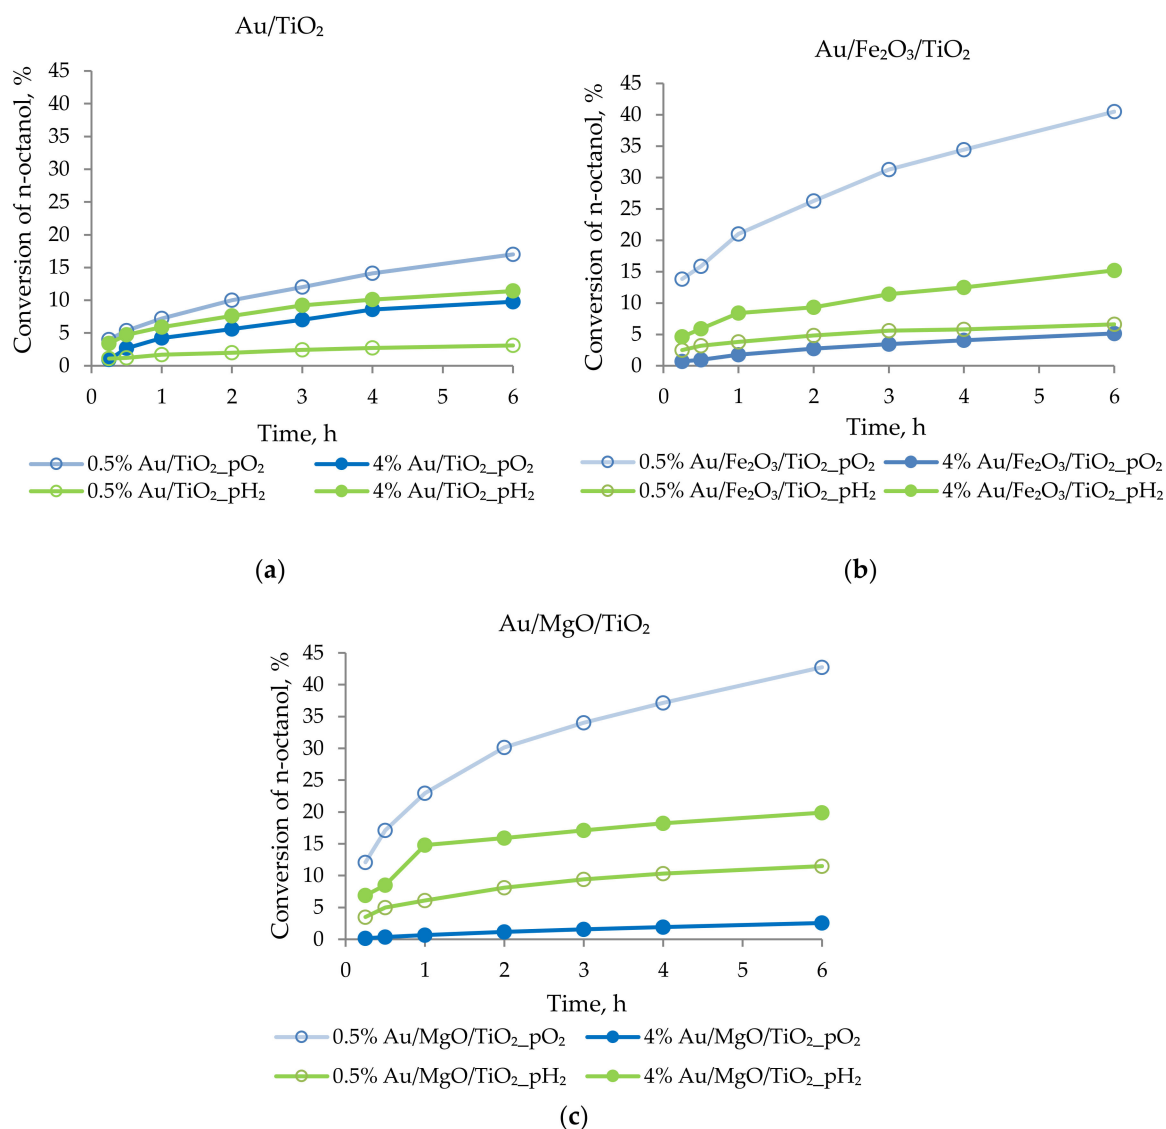 Au/TiO₂
Conversion of n-octanol, %
45
40
35
30
25
20
15
10
5
0
0 1 2 3 4 5 6
Time, h
0.5% Au/TiO₂_pO₂ 4% Au/TiO₂_pO₂
0.5% Au/TiO₂_pH₂ 4% Au/TiO₂_pH₂
(a)
Au/Fe₂O₃/TiO₂
Conversion of n-octanol, %
45
40
35
30
25
20
15
10
5
0
0 1 2 3 4 5 6
Time, h
0.5% Au/Fe₂O₃/TiO₂_pO₂ 4% Au/Fe₂O₃/TiO₂_pO₂
0.5% Au/Fe₂O₃/TiO₂_pH₂ 4% Au/Fe₂O₃/TiO₂_pH₂
(b)
Au/MgO/TiO₂
Conversion of n-octanol, %
45
40
35
30
25
20
15
10
5
0
0 1 2 3 4 5 6
Time, h
0.5% Au/MgO/TiO₂_pO₂ 4% Au/MgO/TiO₂_pO₂
0.5% Au/MgO/TiO₂_pH₂ 4% Au/MgO/TiO₂_pH₂
(c)